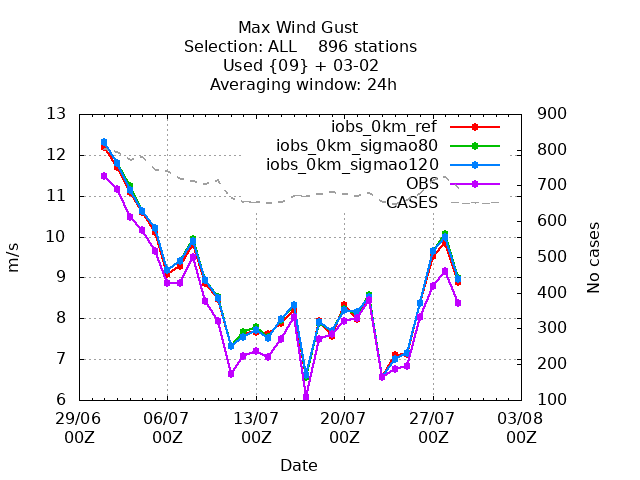 Max Wind Gust
Selection: ALL 896 stations
Used {09} + 03-02
Averaging window: 24h
13 900
iobs_0km_ref
12 800
iobs_0km_sigmao80
iobs_0km_sigmao120
11 700
OBS
CASES
10 600
9 500
8 400
300
7 200
6 100
m/s
No cases
29/06 06/07 13/07 20/07 27/07 03/08
00Z 00Z 00Z 00Z 00Z 00Z
Date